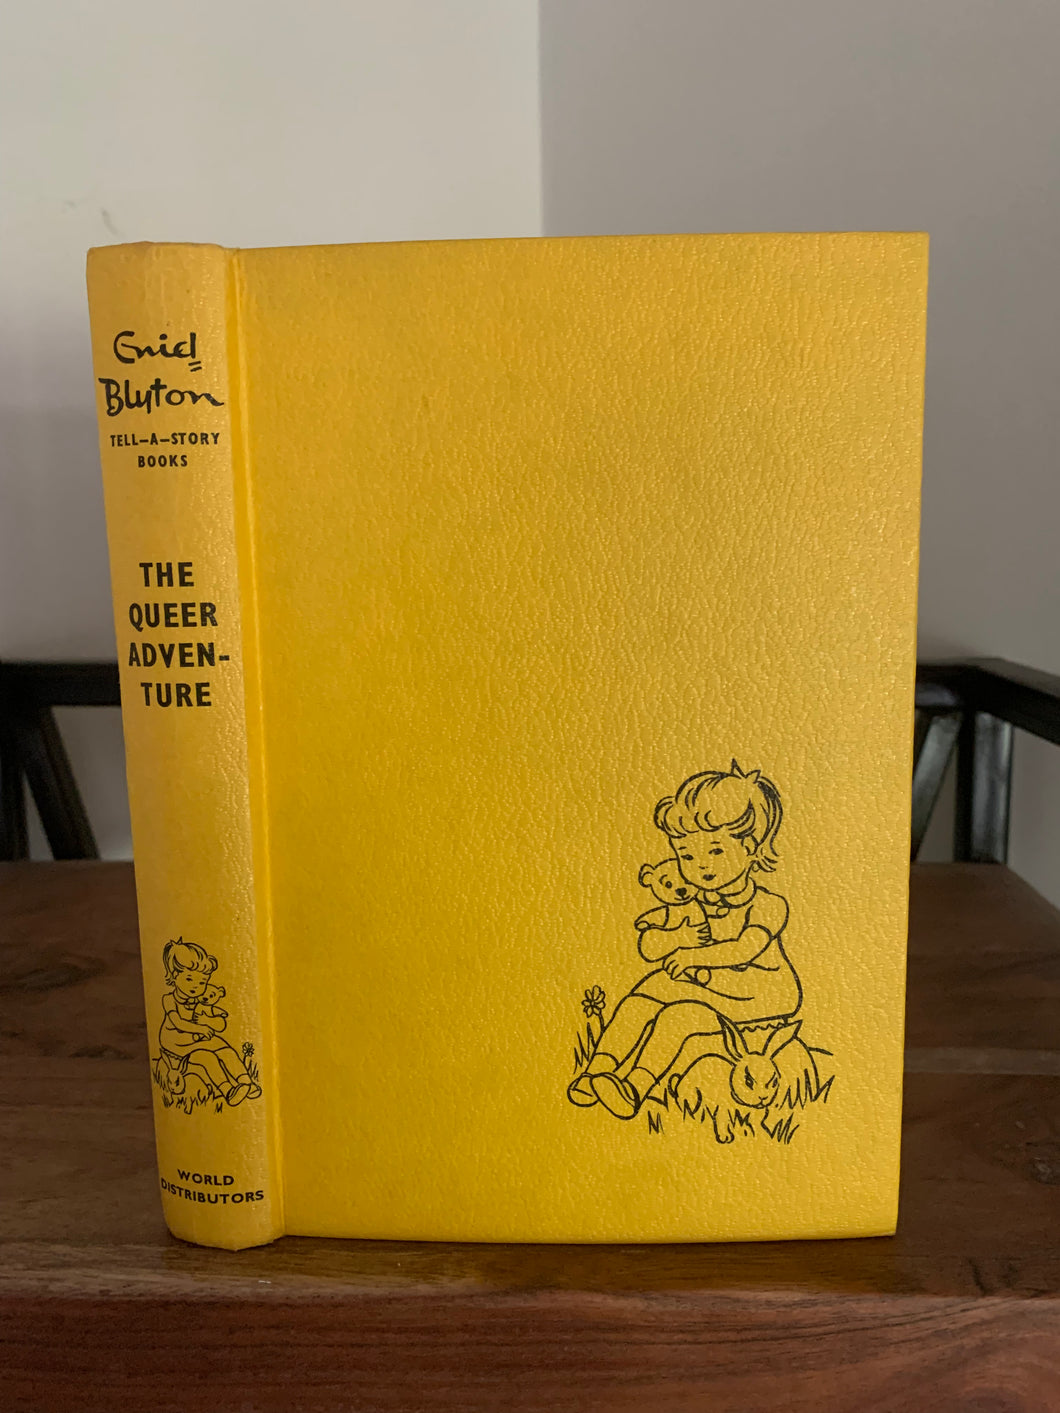 Enid
Blyton
TELL-A-STORY
BOOKS
THE
QUEER
ADVEN-
TURE
WORLD
DISTRIBUTORS